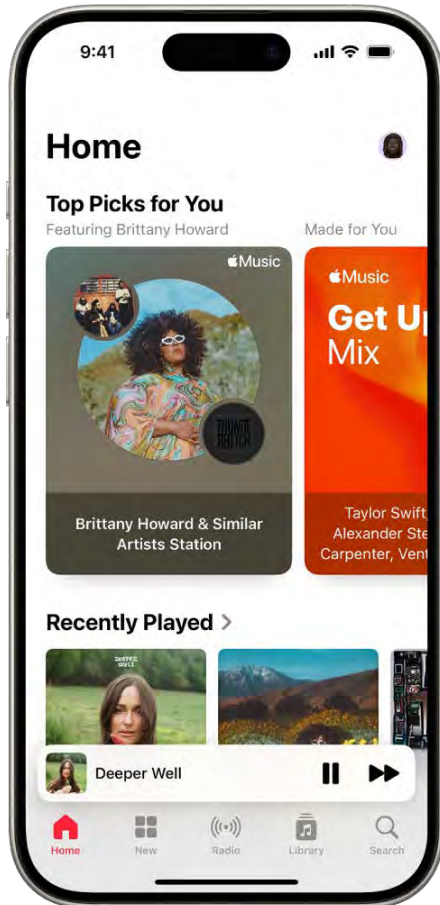 9:41
Home
Top Picks for You
Featuring Brittany Howard
Made for You
Music
Music
Get U
Mix
Brittany Howard & Similar
Artists Station
Taylor Swift,
Alexander Ste
Carpenter, Vent
Recently Played >
DEEPER
WELL
Deeper Well
Home
New
Radio
Library
Search